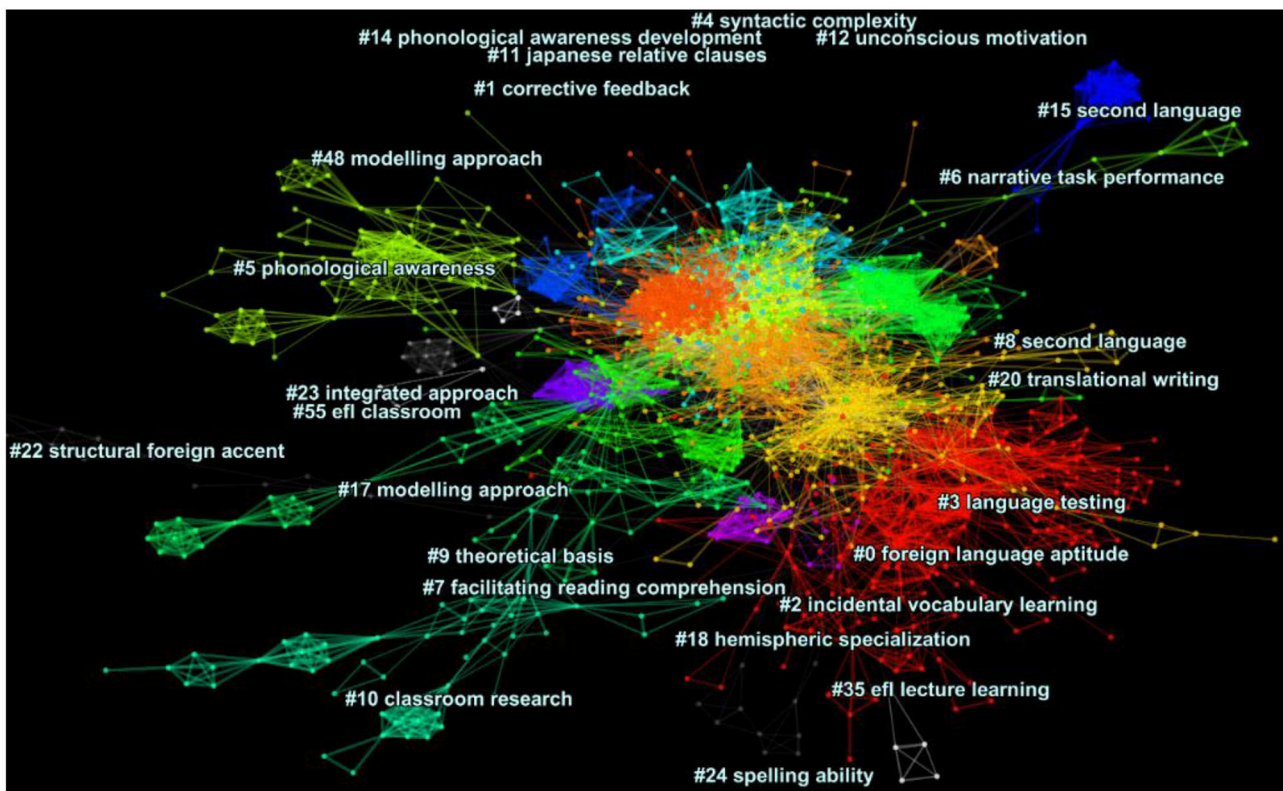 #4 syntactic complexity
#14 phonological awareness development
#12 unconscious motivation
#11 japanese relative clauses
#1 corrective feedback
#15 second language
#48 modelling approach
#6 narrative task performance
#5 phonological awareness
#8 second language
#20 translational writing
#23 integrated approach
#55 efl classroom
#22 structural foreign accent
#17 modelling approach
#3 language testing
#9 theoretical basis
#0 foreign language aptitude
#7 facilitating reading comprehension
#2 incidental vocabulary learning
#18 hemispheric specialization
#35 efl lecture learning
#10 classroom research
#24 spelling ability